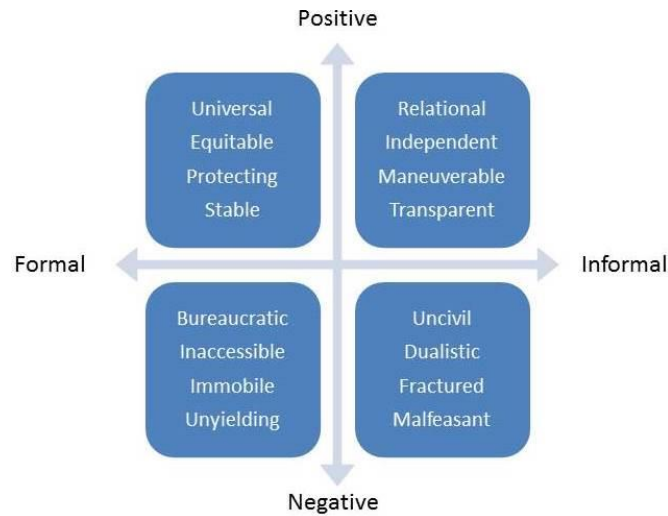 Positive
Universal
Equitable
Protecting
Stable
Relational
Independent
Maneuverable
Transparent
Formal
Informal
Bureaucratic
Inaccessible
Immobile
Unyielding
Uncivil
Dualistic
Fractured
Malfeasant
Negative